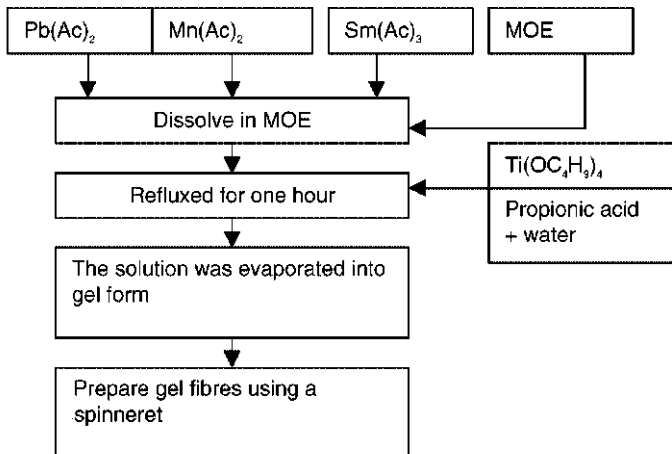 Pb(Ac)₂
Mn(Ac)₂
Sm(Ac)₃
MOE
Dissolve in MOE
Ti(OC₄H₉)₄
Refluxed for one hour
Propionic acid
+ water
The solution was evaporated into
gel form
Prepare gel fibres using a
spinneret